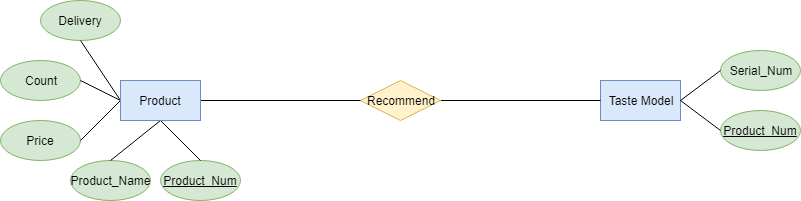 Delivery
Count
Price
Product
Product_Name
Product_Num
Recommend
Taste Model
Serial_Num
Product_Num